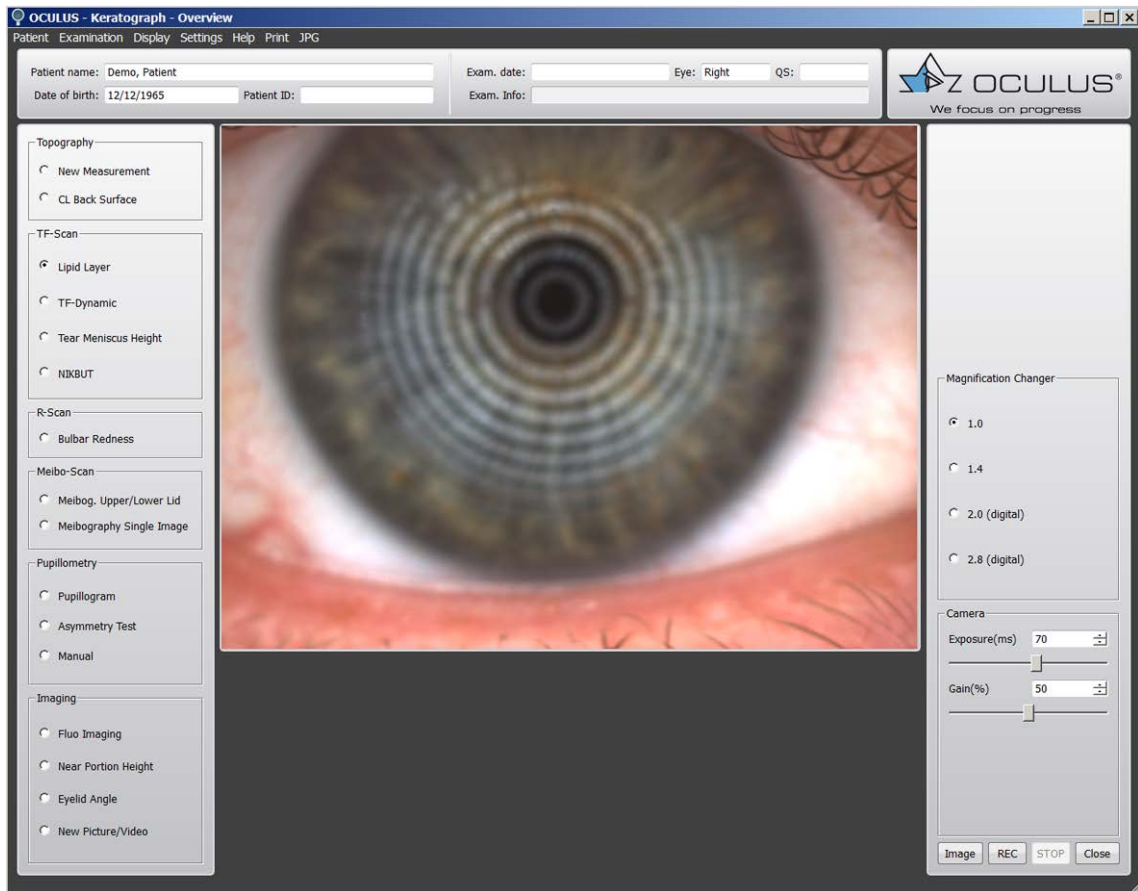 OCULUS - Keratograph - Overview
Patient Examination Display Settings Help Print JPG
Patient name: Demo, Patient
Date of birth: 12/12/1965 Patient ID:
Exam. date: Eye: Right QS:
Exam. Info:
OCULUS®
We focus on progress
Topography
New Measurement
CL Back Surface
TF-Scan
Lipid Layer
TF-Dynamic
Tear Meniscus Height
NIKBUT
R-Scan
Bulbar Redness
Meibo-Scan
Meibog. Upper/Lower Lid
Meibography Single Image
Pupillometry
Pupillogram
Asymmetry Test
Manual
Imaging
Fluo Imaging
Near Portion Height
Eyelid Angle
New Picture/Video
Magnification Changer
1.0
1.4
2.0 (digital)
2.8 (digital)
Camera
Exposure(ms) 70
Gain(%) 50
Image REC STOP Close